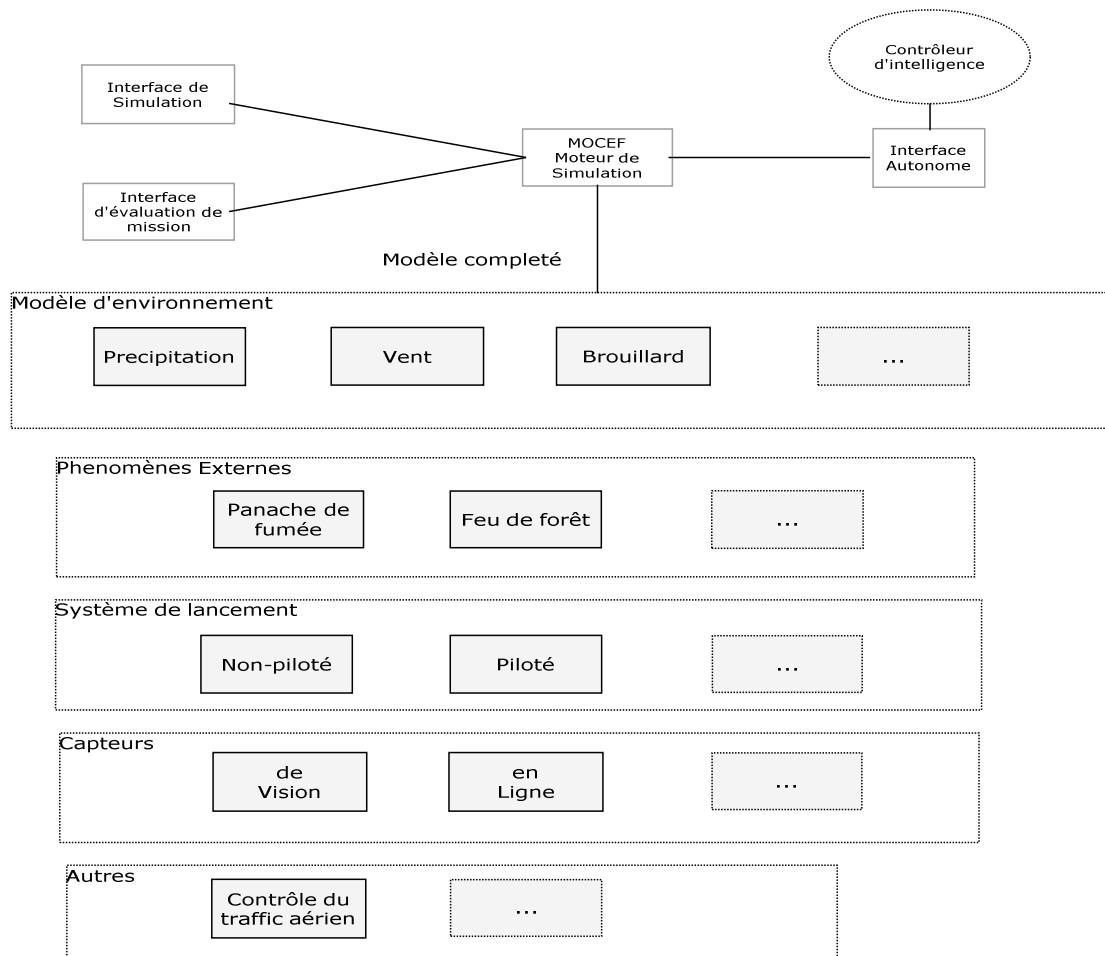 Contrôleur
d'intelligence
Interface de
Simulation
MOCEF
Moteur de
Simulation
Interface
Autonome
Interface
d'évaluation de
mission
Modèle completé
Modèle d'environnement
Precipitation
Vent
Brouillard
...
Phenomènes Externes
Panache de
fumée
Feu de forêt
...
Système de lancement
Non-piloté
Piloté
...
Capteurs
de
Vision
en
Ligne
...
Autres
Contrôle du
traffic aérien
...